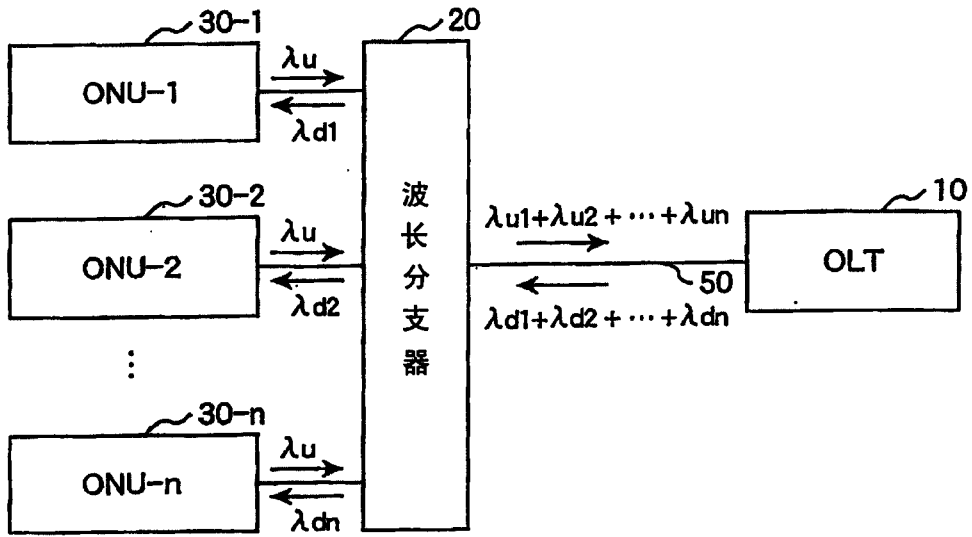 30-1
ONU-1
λu
λd1
20
波长分支器
30-2
ONU-2
λu
λd2
λu1+λu2+⋯+λun
50
λd1+λd2+⋯+λdn
10
OLT
⋮
30-n
ONU-n
λu
λdn